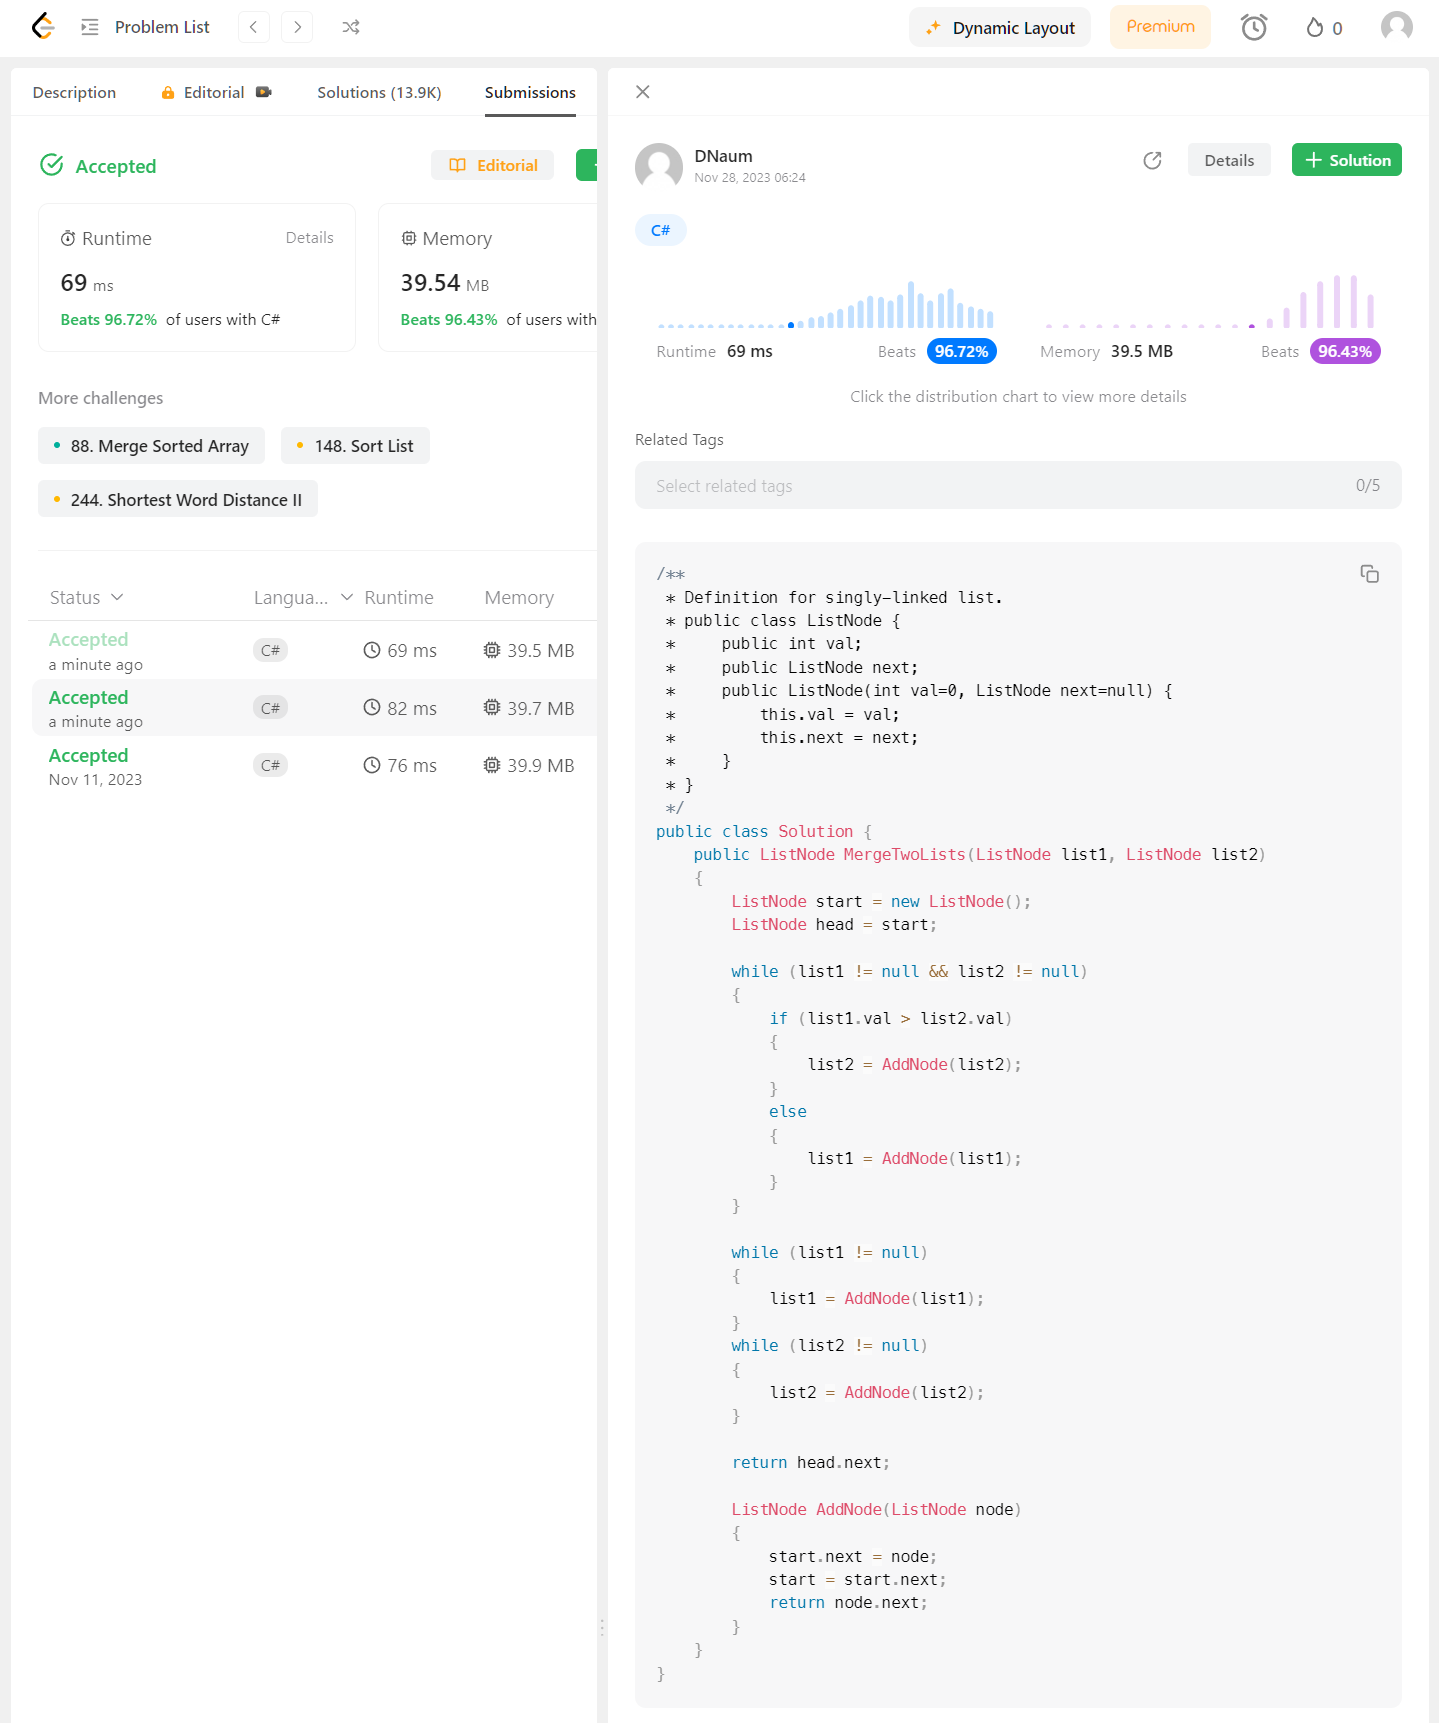 Problem List
Dynamic Layout
Premium
0
Description
Editorial
Solutions (13.9K)
Submissions
Accepted
Editorial
Runtime
Details
69 ms
Beats 96.72% of users with C#
Memory
39.54 MB
Beats 96.43% of users with
More challenges
88. Merge Sorted Array
148. Sort List
244. Shortest Word Distance II
Status Langua... Runtime Memory
Accepted
a minute ago
C# 69 ms 39.5 MB
Accepted
a minute ago
C# 82 ms 39.7 MB
Accepted
Nov 11, 2023
C# 76 ms 39.9 MB
DNaum
Nov 28, 2023 06:24
Details
+ Solution
C#
Runtime 69 ms Beats 96.72%
Memory 39.5 MB Beats 96.43%
Click the distribution chart to view more details
Related Tags
Select related tags 0/5
/**
 * Definition for singly-linked list.
 * public class ListNode {
 *     public int val;
 *     public ListNode next;
 *     public ListNode(int val=0, ListNode next=null) {
 *         this.val = val;
 *         this.next = next;
 *     }
 * }
 */
public class Solution {
    public ListNode MergeTwoLists(ListNode list1, ListNode list2)
    {
        ListNode start = new ListNode();
        ListNode head = start;
        while (list1 != null && list2 != null)
        {
            if (list1.val > list2.val)
            {
                list2 = AddNode(list2);
            }
            else
            {
                list1 = AddNode(list1);
            }
        }
        while (list1 != null)
        {
            list1 = AddNode(list1);
        }
        while (list2 != null)
        {
            list2 = AddNode(list2);
        }
        return head.next;
        ListNode AddNode(ListNode node)
        {
            start.next = node;
            start = start.next;
            return node.next;
        }
    }
}